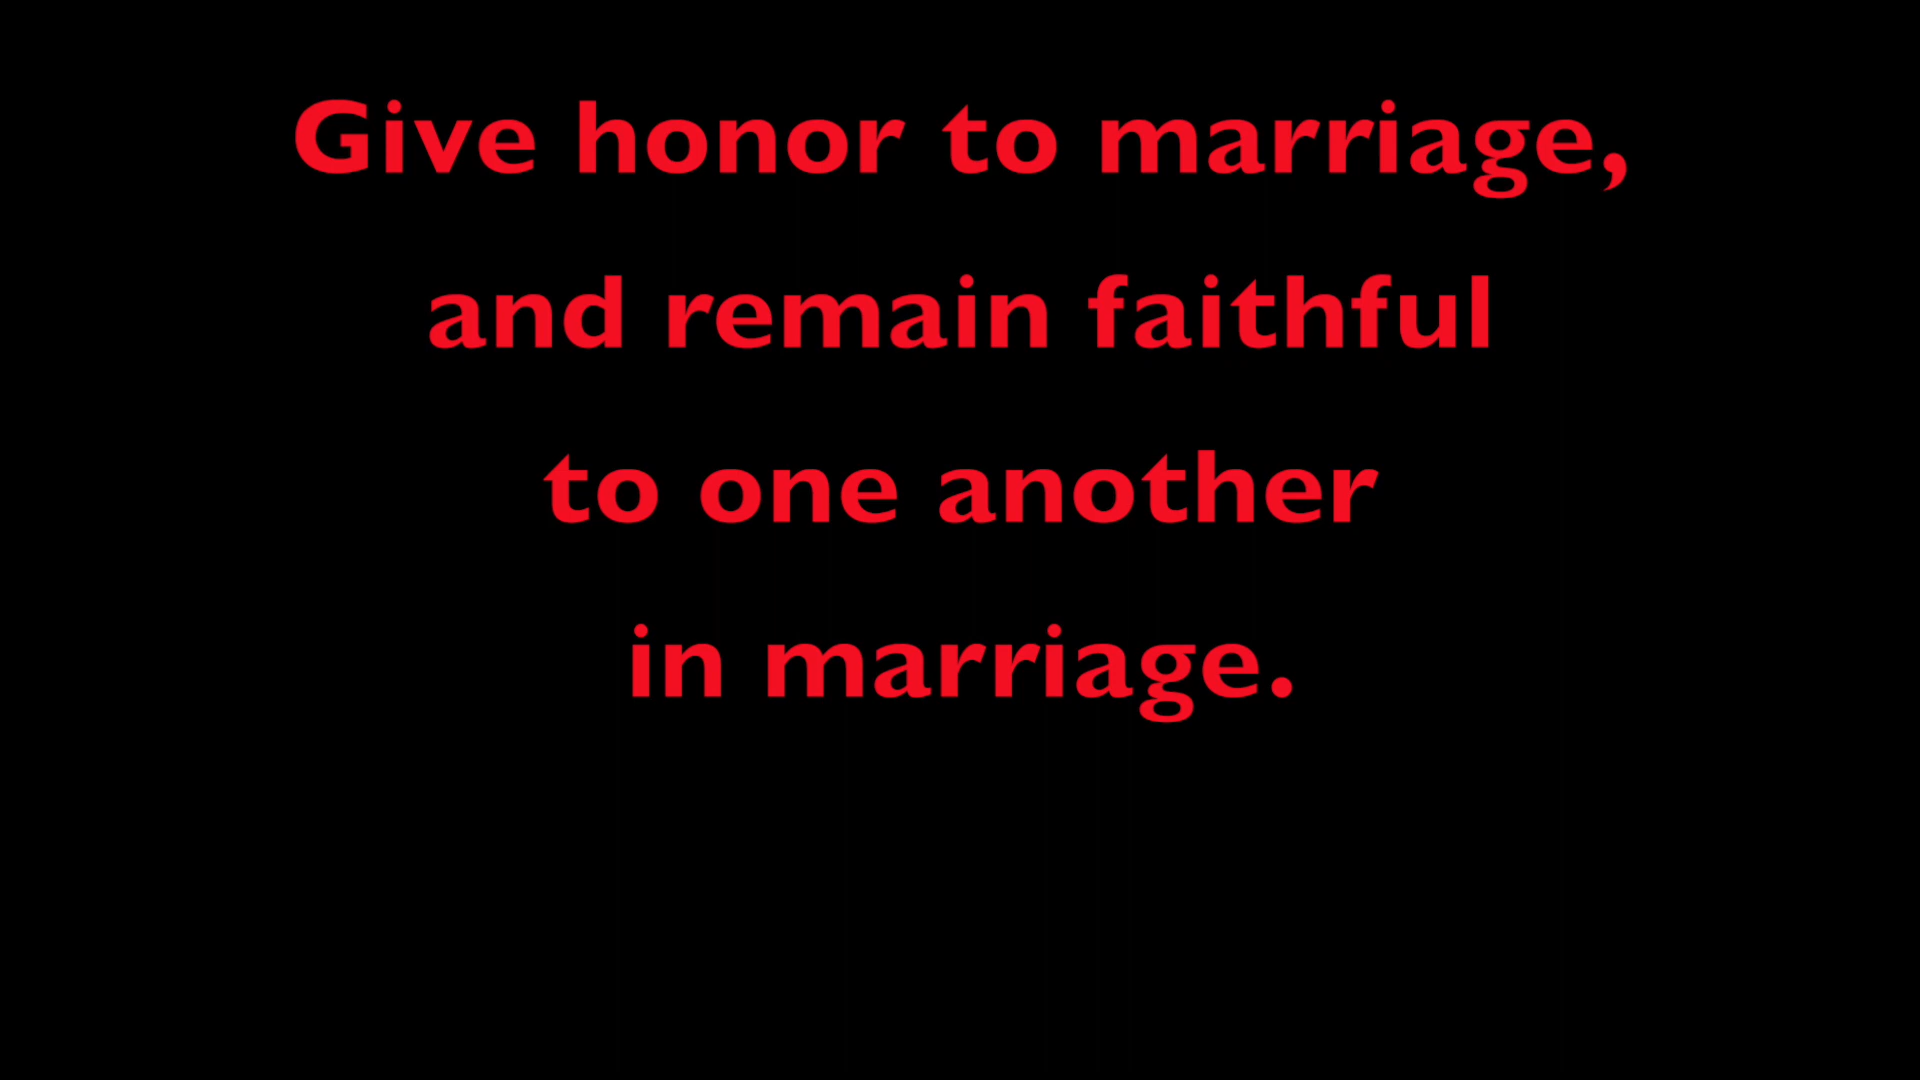 Give honor to marriage,
and remain faithful
to one another
in marriage.